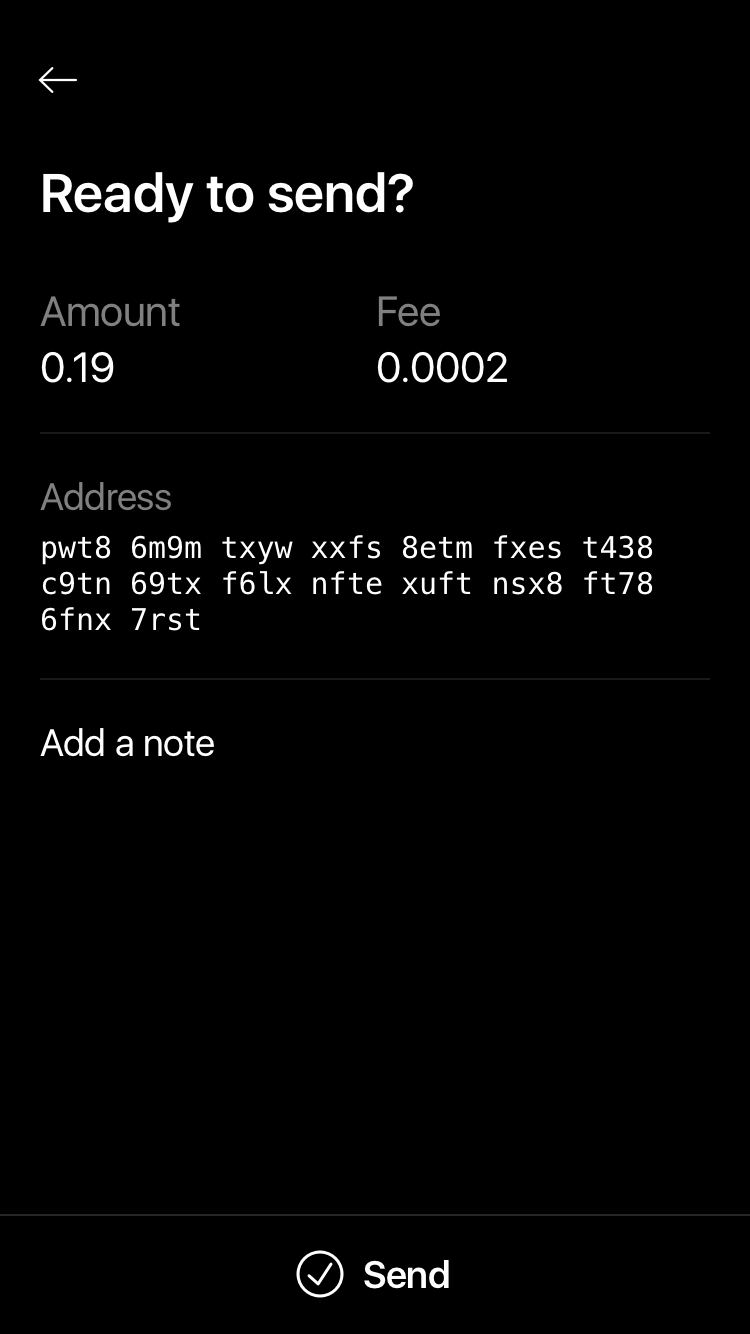 Ready to send?
Amount Fee
0.19 0.0002
Address
pwt8 6m9m txyw xxfs 8etm fxes t438
c9tn 69tx f6lx nfte xuft nsx8 ft78
6fnx 7rst
Add a note
Send